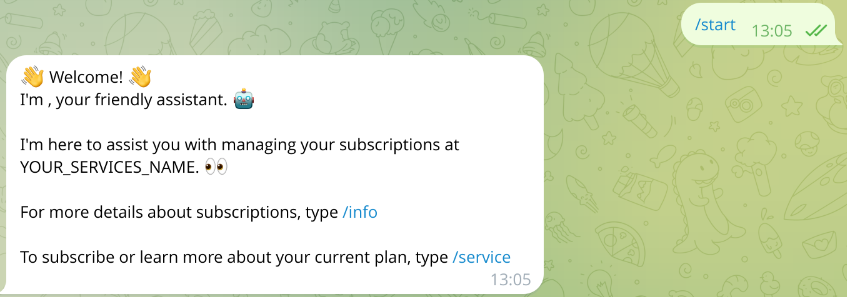 /start
13:05
👋 Welcome! 👋
I'm , your friendly assistant. 🤖
I'm here to assist you with managing your subscriptions at
YOUR_SERVICES_NAME. 👀
For more details about subscriptions, type /info
To subscribe or learn more about your current plan, type /service
13:05